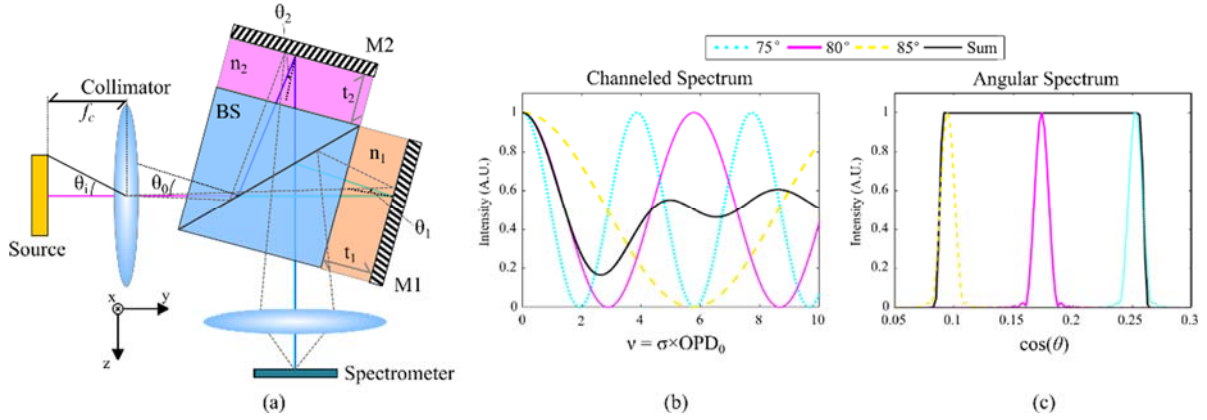 θ₂
M2
n₂
t₂
Collimator
f_c
BS
n₁
θᵢ
θ₀
θ₁
Source
t₁
M1
x
y
z
Spectrometer
(a)
75° 80° 85° Sum
Channeled Spectrum
Intensity (A.U.)
1
0.8
0.6
0.4
0.2
0
0 2 4 6 8 10
ν = σ×OPD₀
(b)
Angular Spectrum
Intensity (A.U.)
1
0.8
0.6
0.4
0.2
0
0.05 0.1 0.15 0.2 0.25 0.3
cos(θ)
(c)